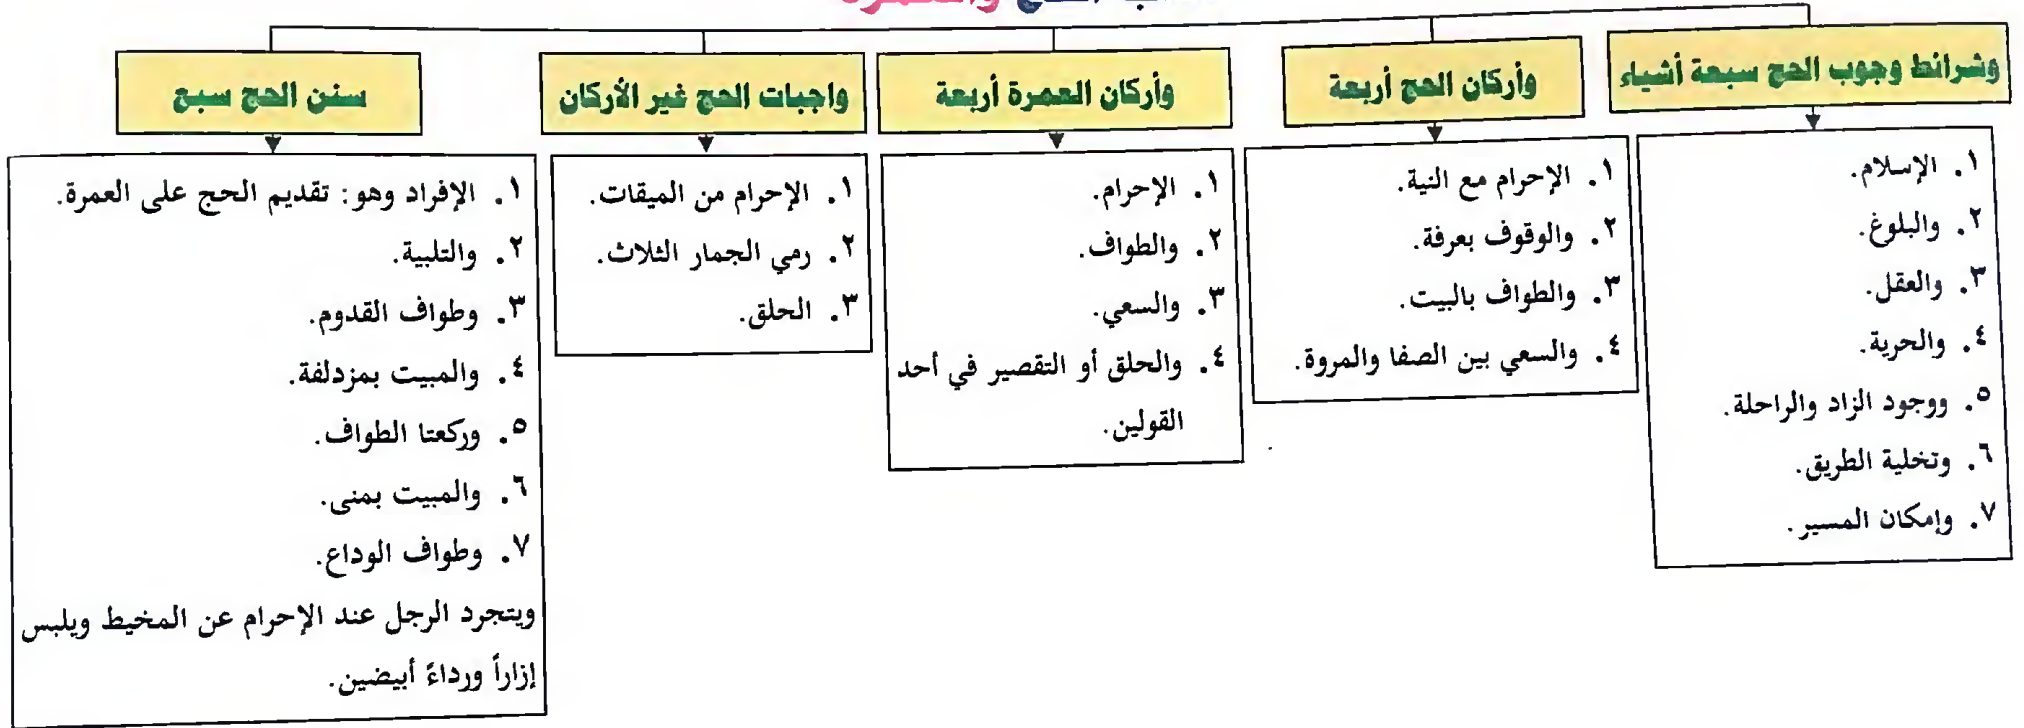 الحج والعمرة
وشرائط وجوب الحج سبعة أشياء
١. الإسلام.
٢. والبلوغ.
٣. والعقل.
٤. والحرية.
٥. ووجود الزاد والراحلة.
٦. وتخلية الطريق.
٧. وإمكان المسير.
وأركان الحج أربعة
١. الإحرام مع النية.
٢. والوقوف بعرفة.
٣. والطواف بالبيت.
٤. والسعي بين الصفا والمروة.
وأركان العمرة أربعة
١. الإحرام.
٢. والطواف.
٣. والسعي.
٤. والحلق أو التقصير في أحد
القولين.
واجبات الحج غير الأركان
١. الإحرام من الميقات.
٢. رمي الجمار الثلاث.
٣. الحلق.
سنن الحج سبع
١. الإفراد وهو: تقديم الحج على العمرة.
٢. والتلبية.
٣. وطواف القدوم.
٤. والمبيت بمزدلفة.
٥. وركعتا الطواف.
٦. والمبيت بمنى.
٧. وطواف الوداع.
ويتجرد الرجل عند الإحرام عن المخيط ويلبس
إزاراً ورداءً أبيضين.